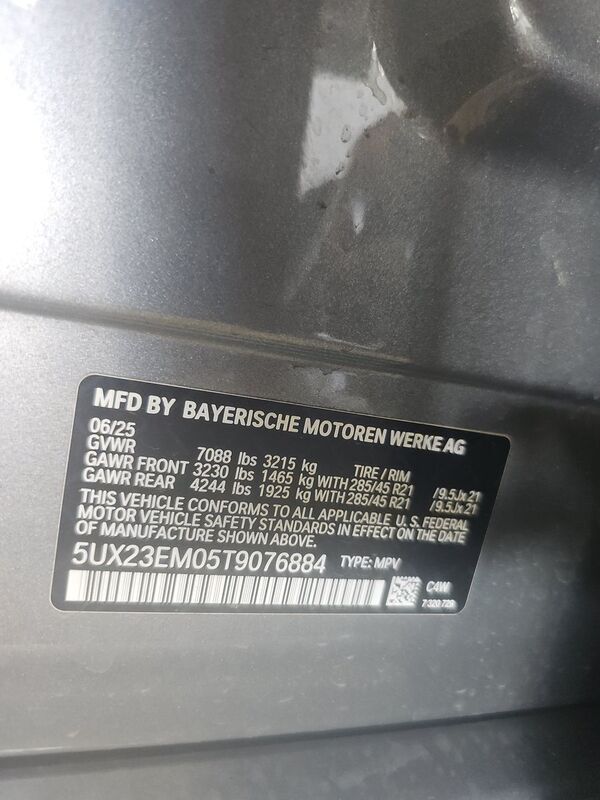 MFD BY BAYERISCHE MOTOREN WERKE AG
06/25
GVWR 7088 lbs 3215 kg TIRE / RIM
GAWR FRONT 3230 lbs 1465 kg WITH 285/45 R21 /9.5Jx21
GAWR REAR 4244 lbs 1925 kg WITH 285/45 R21 /9.5Jx21
THIS VEHICLE CONFORMS TO ALL APPLICABLE U.S. FEDERAL
MOTOR VEHICLE SAFETY STANDARDS IN EFFECT ON THE DATE
OF MANUFACTURE SHOWN ABOVE.
5UX23EM05T9076884 TYPE: MPV
C4W
7 320 729